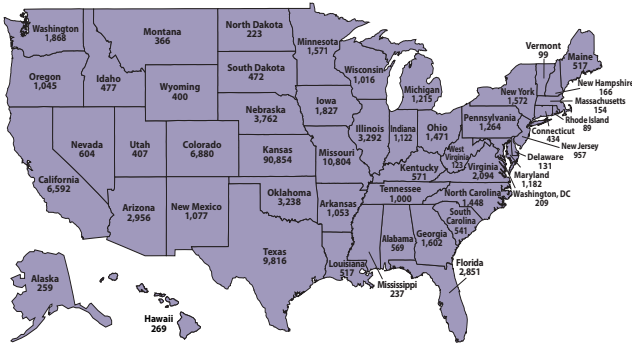 Washington
1,868
Montana
366
North Dakota
223
Minnesota
1,571
Vermont
99
Maine
517
Oregon
1,045
Idaho
477
Wyoming
400
South Dakota
472
Wisconsin
1,016
Michigan
1,215
New York
1,572
New Hampshire
166
Massachusetts
154
Rhode Island
89
Connecticut
434
New Jersey
957
Nevada
604
Utah
407
Colorado
6,880
Nebraska
3,762
Iowa
1,827
Illinois
3,292
Indiana
1,122
Ohio
1,471
Pennsylvania
1,264
Delaware
131
Maryland
1,182
Washington, DC
209
California
6,592
Kansas
90,854
Missouri
10,804
Kentucky
571
West
Virginia
123
Virginia
2,094
Arizona
2,956
New Mexico
1,077
Oklahoma
3,238
Arkansas
1,053
Tennessee
1,000
North Carolina
1,448
South
Carolina
541
Texas
9,816
Louisiana
517
Mississippi
237
Alabama
569
Georgia
1,602
Florida
2,851
Alaska
259
Hawaii
269